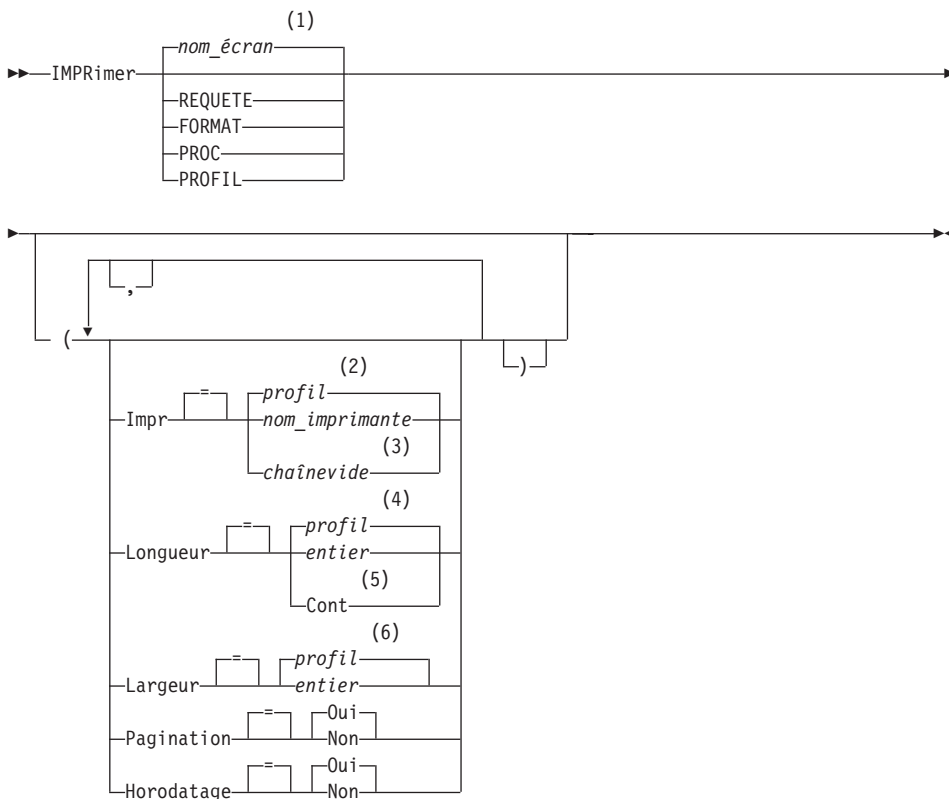 (1)
nom_écran
IMPRimer
REQUETE
FORMAT
PROC
PROFIL
,
(
)
(2)
profil
Impr = nom_imprimante
(3)
chaînevide
(4)
profil
Longueur = entier
(5)
Cont
(6)
profil
Largeur = entier
Oui
Pagination = Non
Oui
Horodatage = Non